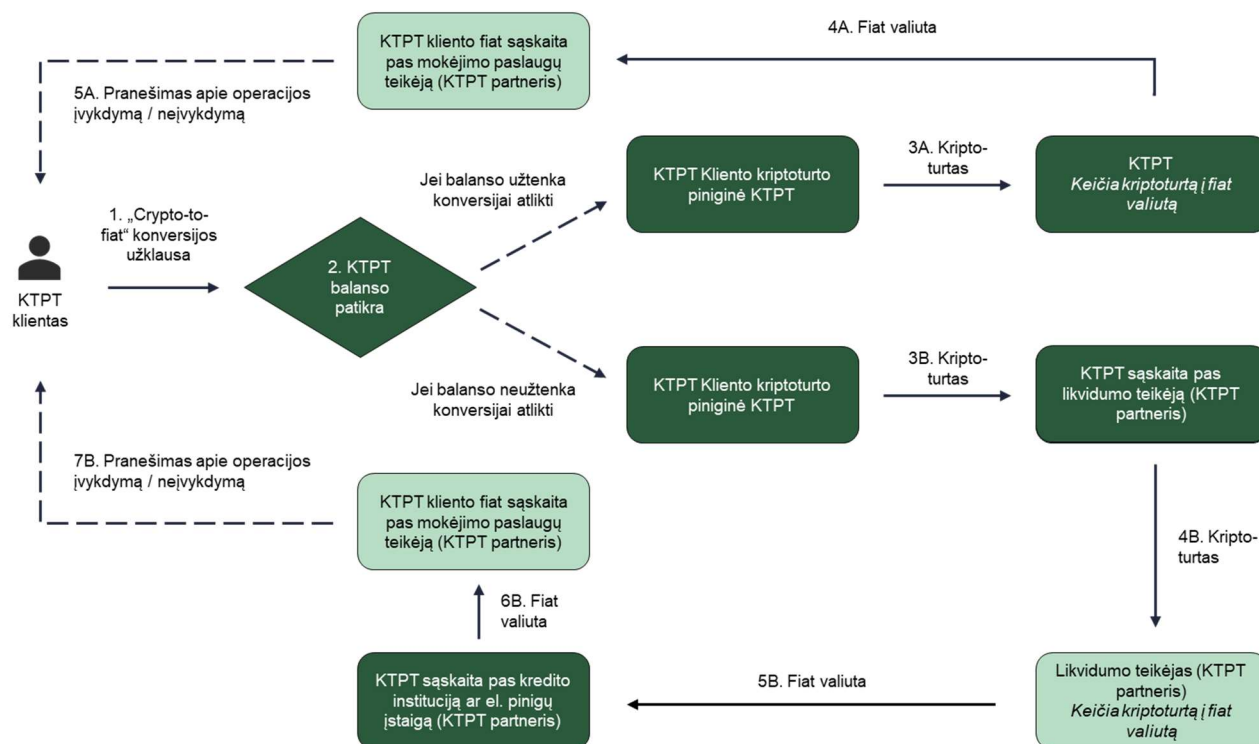 4A. Fiat valiuta
KTPT kliento fiat sąskaita
pas mokėjimo paslaugų
teikėją (KTPT partneris)
5A. Pranešimas apie operacijos
įvykdymą / neįvykdymą
Jei balanso užtenka
konversijai atlikti
KTPT Kliento kriptoturto
piniginė KTPT
3A. Kripto-
turtas
KTPT
Keičia kriptoturtą į fiat
valiutą
1. „Crypto-to-
fiat“ konversijos
užklausa
2. KTPT
balanso
patikra
KTPT
klientas
Jei balanso neužtenka
konversijai atlikti
KTPT Kliento kriptoturto
piniginė KTPT
3B. Kripto-
turtas
KTPT sąskaita pas
likvidumo teikėją (KTPT
partneris)
7B. Pranešimas apie operacijos
įvykdymą / neįvykdymą
KTPT kliento fiat sąskaita
pas mokėjimo paslaugų
teikėją (KTPT partneris)
4B. Kripto-
turtas
6B. Fiat
valiuta
KTPT sąskaita pas kredito
instituciją ar el. pinigų
įstaigą (KTPT partneris)
5B. Fiat valiuta
Likvidumo teikėjas (KTPT
partneris)
Keičia kriptoturtą į fiat
valiutą